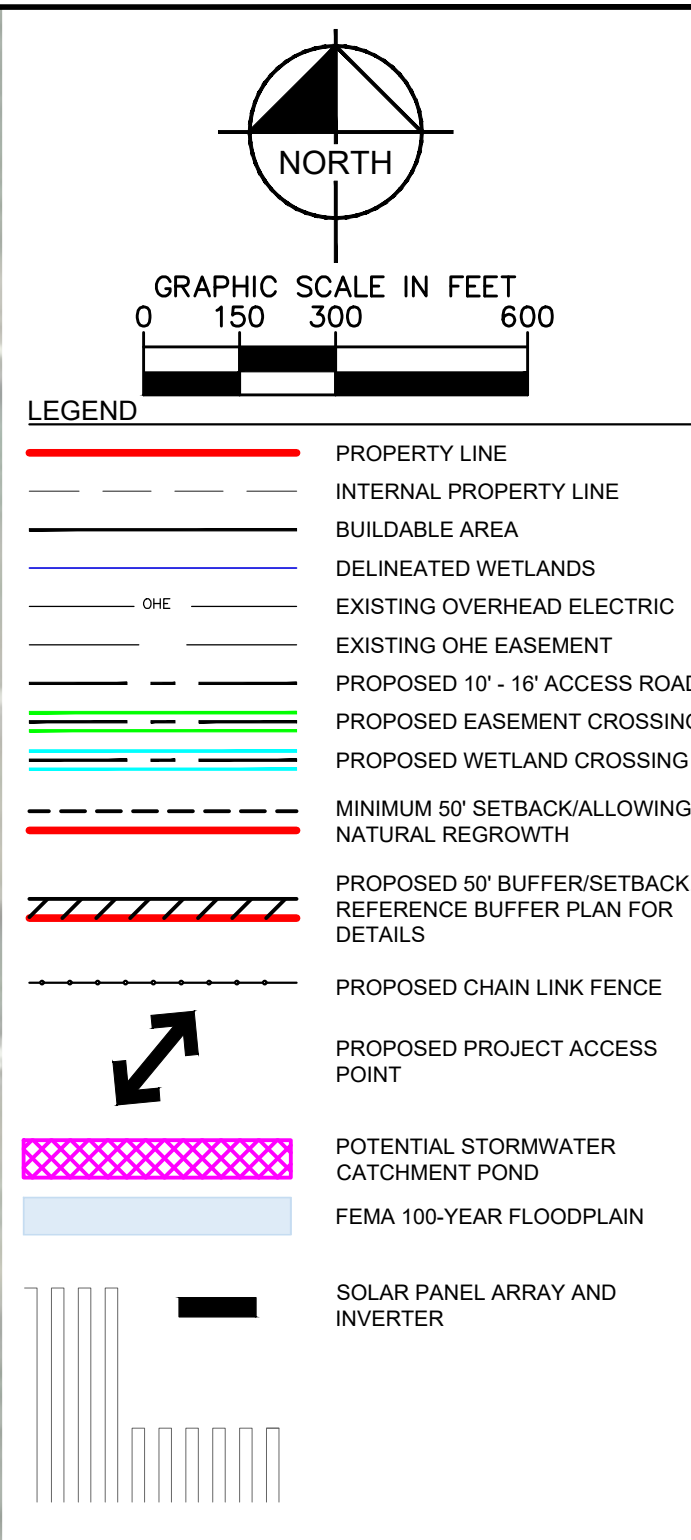 NORTH
GRAPHIC SCALE IN FEET
0 150 300 600
LEGEND
PROPERTY LINE
INTERNAL PROPERTY LINE
BUILDABLE AREA
DELINEATED WETLANDS
OHE
EXISTING OVERHEAD ELECTRIC
EXISTING OHE EASEMENT
PROPOSED 10' - 16' ACCESS ROAD
PROPOSED EASEMENT CROSSING
PROPOSED WETLAND CROSSING
MINIMUM 50' SETBACK/ALLOWING
NATURAL REGROWTH
PROPOSED 50' BUFFER/SETBACK
REFERENCE BUFFER PLAN FOR
DETAILS
PROPOSED CHAIN LINK FENCE
PROPOSED PROJECT ACCESS
POINT
POTENTIAL STORMWATER
CATCHMENT POND
FEMA 100-YEAR FLOODPLAIN
SOLAR PANEL ARRAY AND
INVERTER